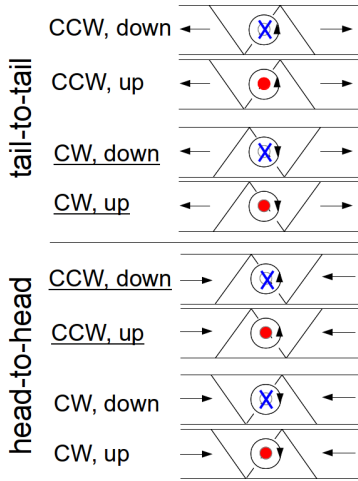 tail-to-tail
CCW, down
CCW, up
CW, down
CW, up
head-to-head
CCW, down
CCW, up
CW, down
CW, up